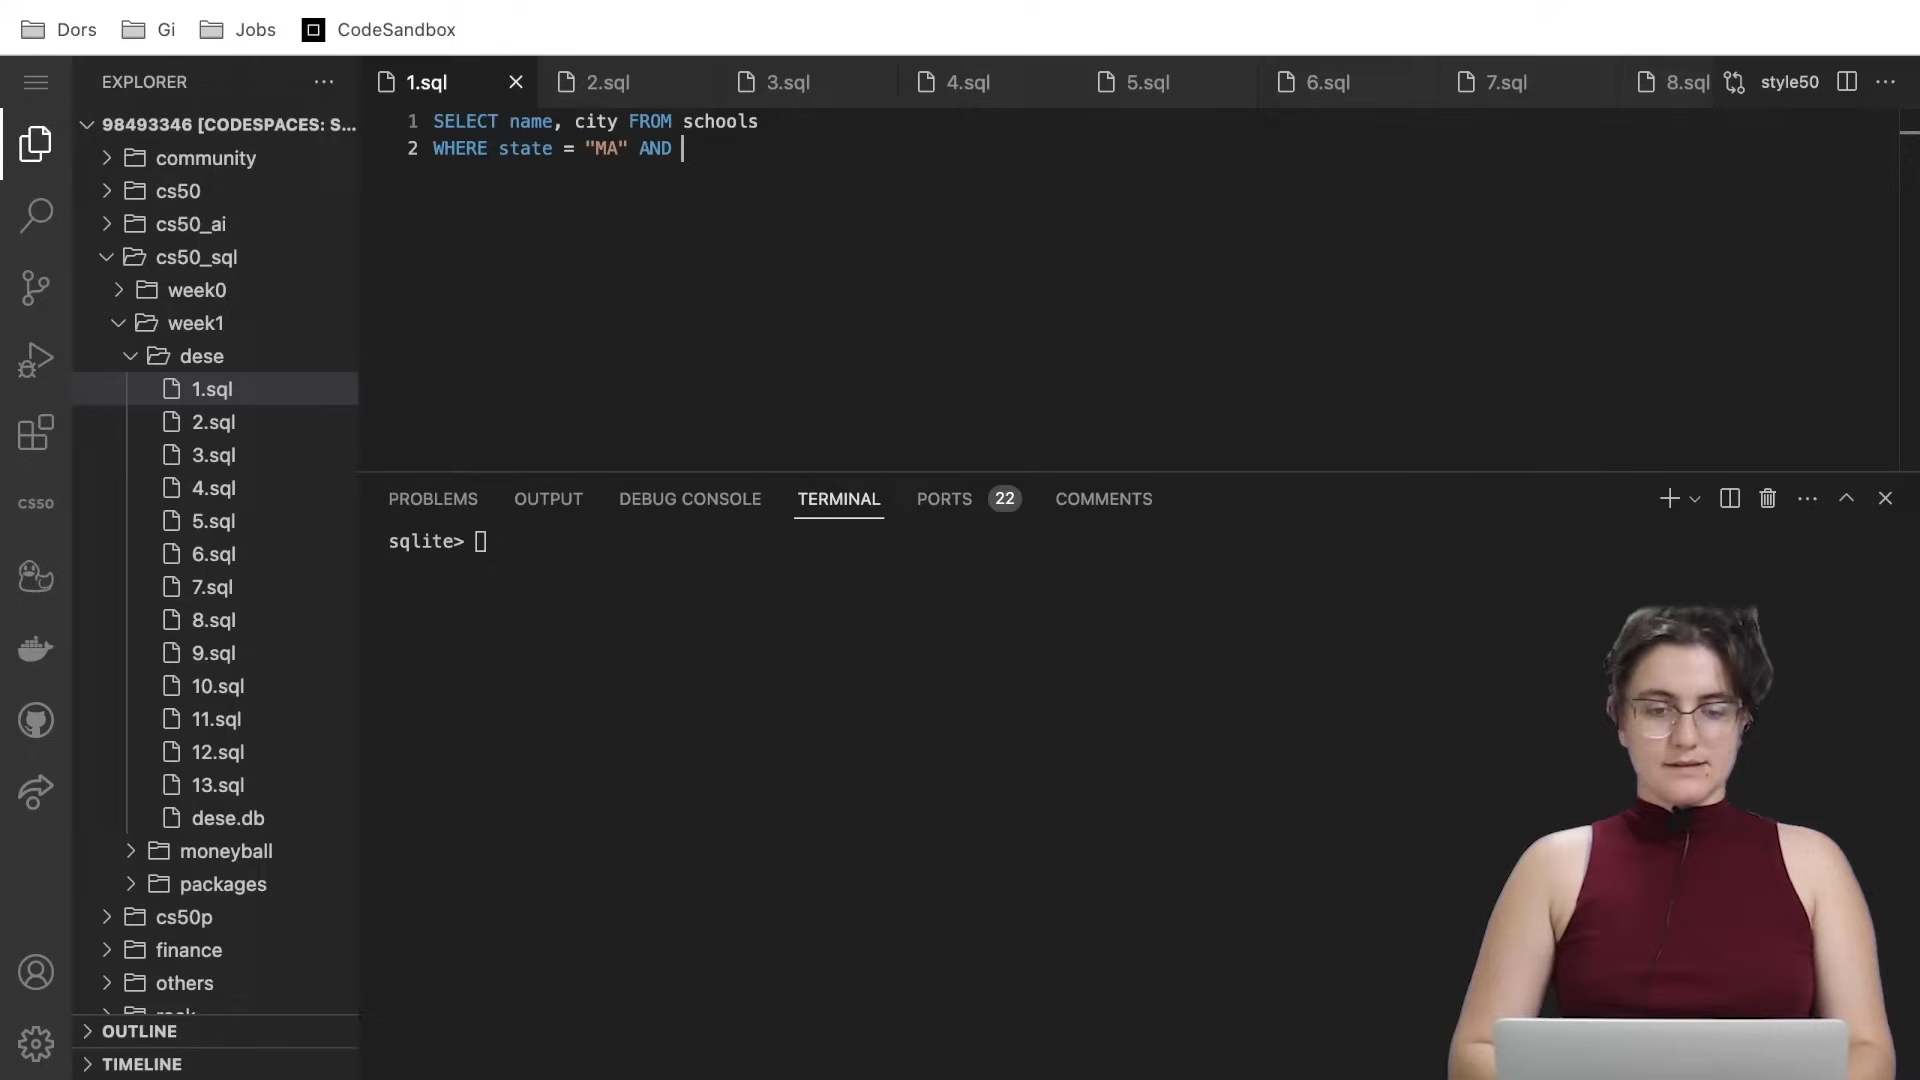 Dors Gi Jobs CodeSandbox
EXPLORER 1.sql 2.sql 3.sql 4.sql 5.sql 6.sql 7.sql 8.sql style50
98493346 [CODESPACES: S...
community
cs50
cs50_ai
cs50_sql
week0
week1
dese
1.sql
2.sql
3.sql
4.sql
5.sql
6.sql
7.sql
8.sql
9.sql
10.sql
11.sql
12.sql
13.sql
dese.db
moneyball
packages
cs50p
finance
others
OUTLINE
TIMELINE
CS50
1 SELECT name, city FROM schools
2 WHERE state = "MA" AND
PROBLEMS OUTPUT DEBUG CONSOLE TERMINAL PORTS 22 COMMENTS
sqlite>